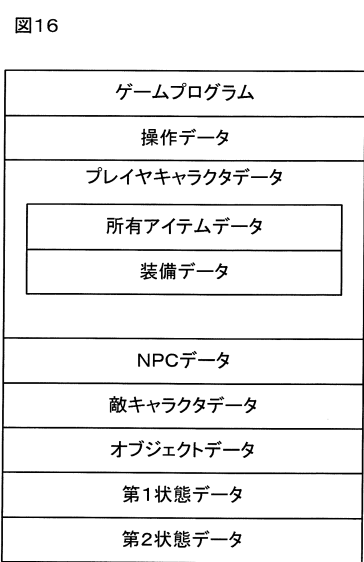 図16
ゲームプログラム
操作データ
プレイヤキャラクタデータ
所有アイテムデータ
装備データ
NPCデータ
敵キャラクタデータ
オブジェクトデータ
第1状態データ
第2状態データ